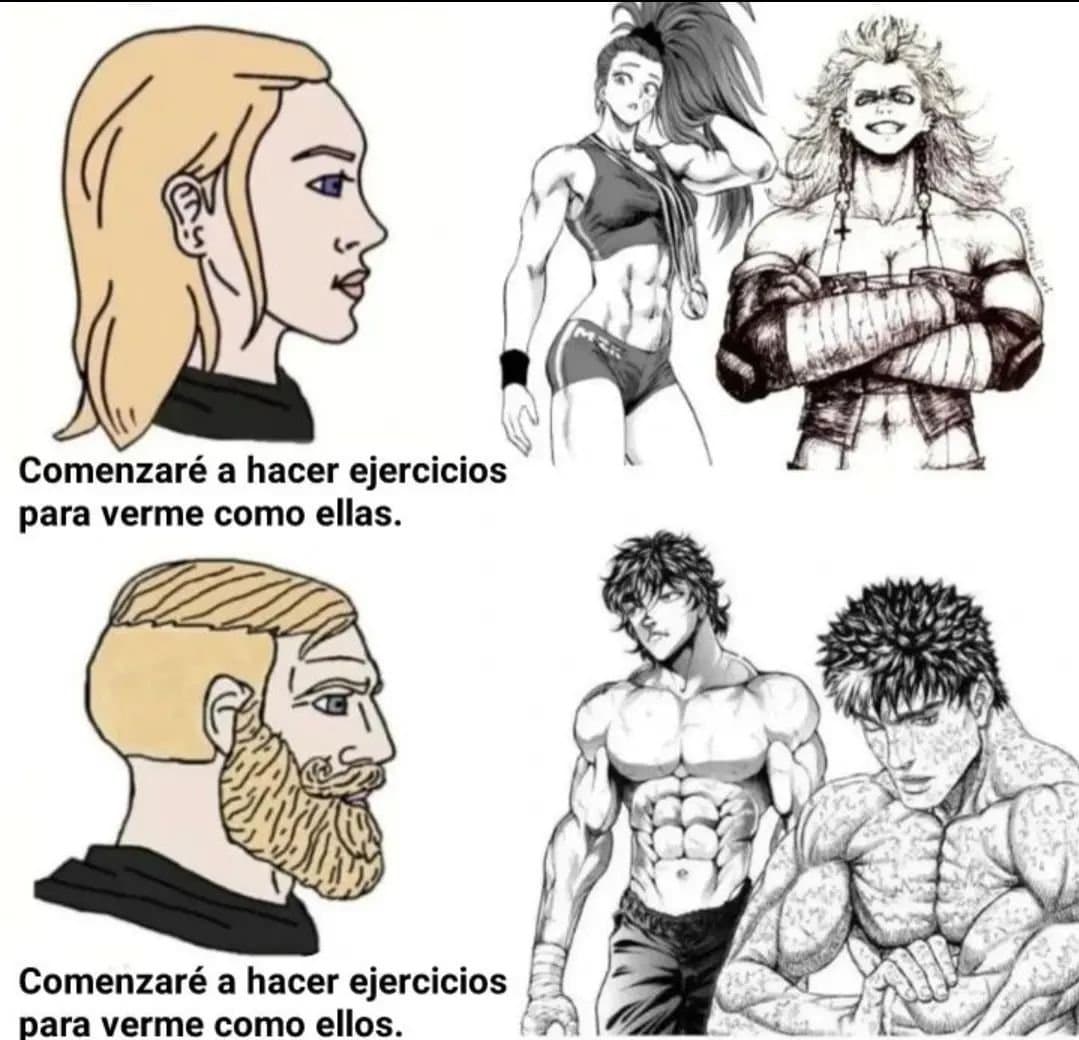 Comenzaré a hacer ejercicios
para verme como ellas.
Comenzaré a hacer ejercicios
para verme como ellos.